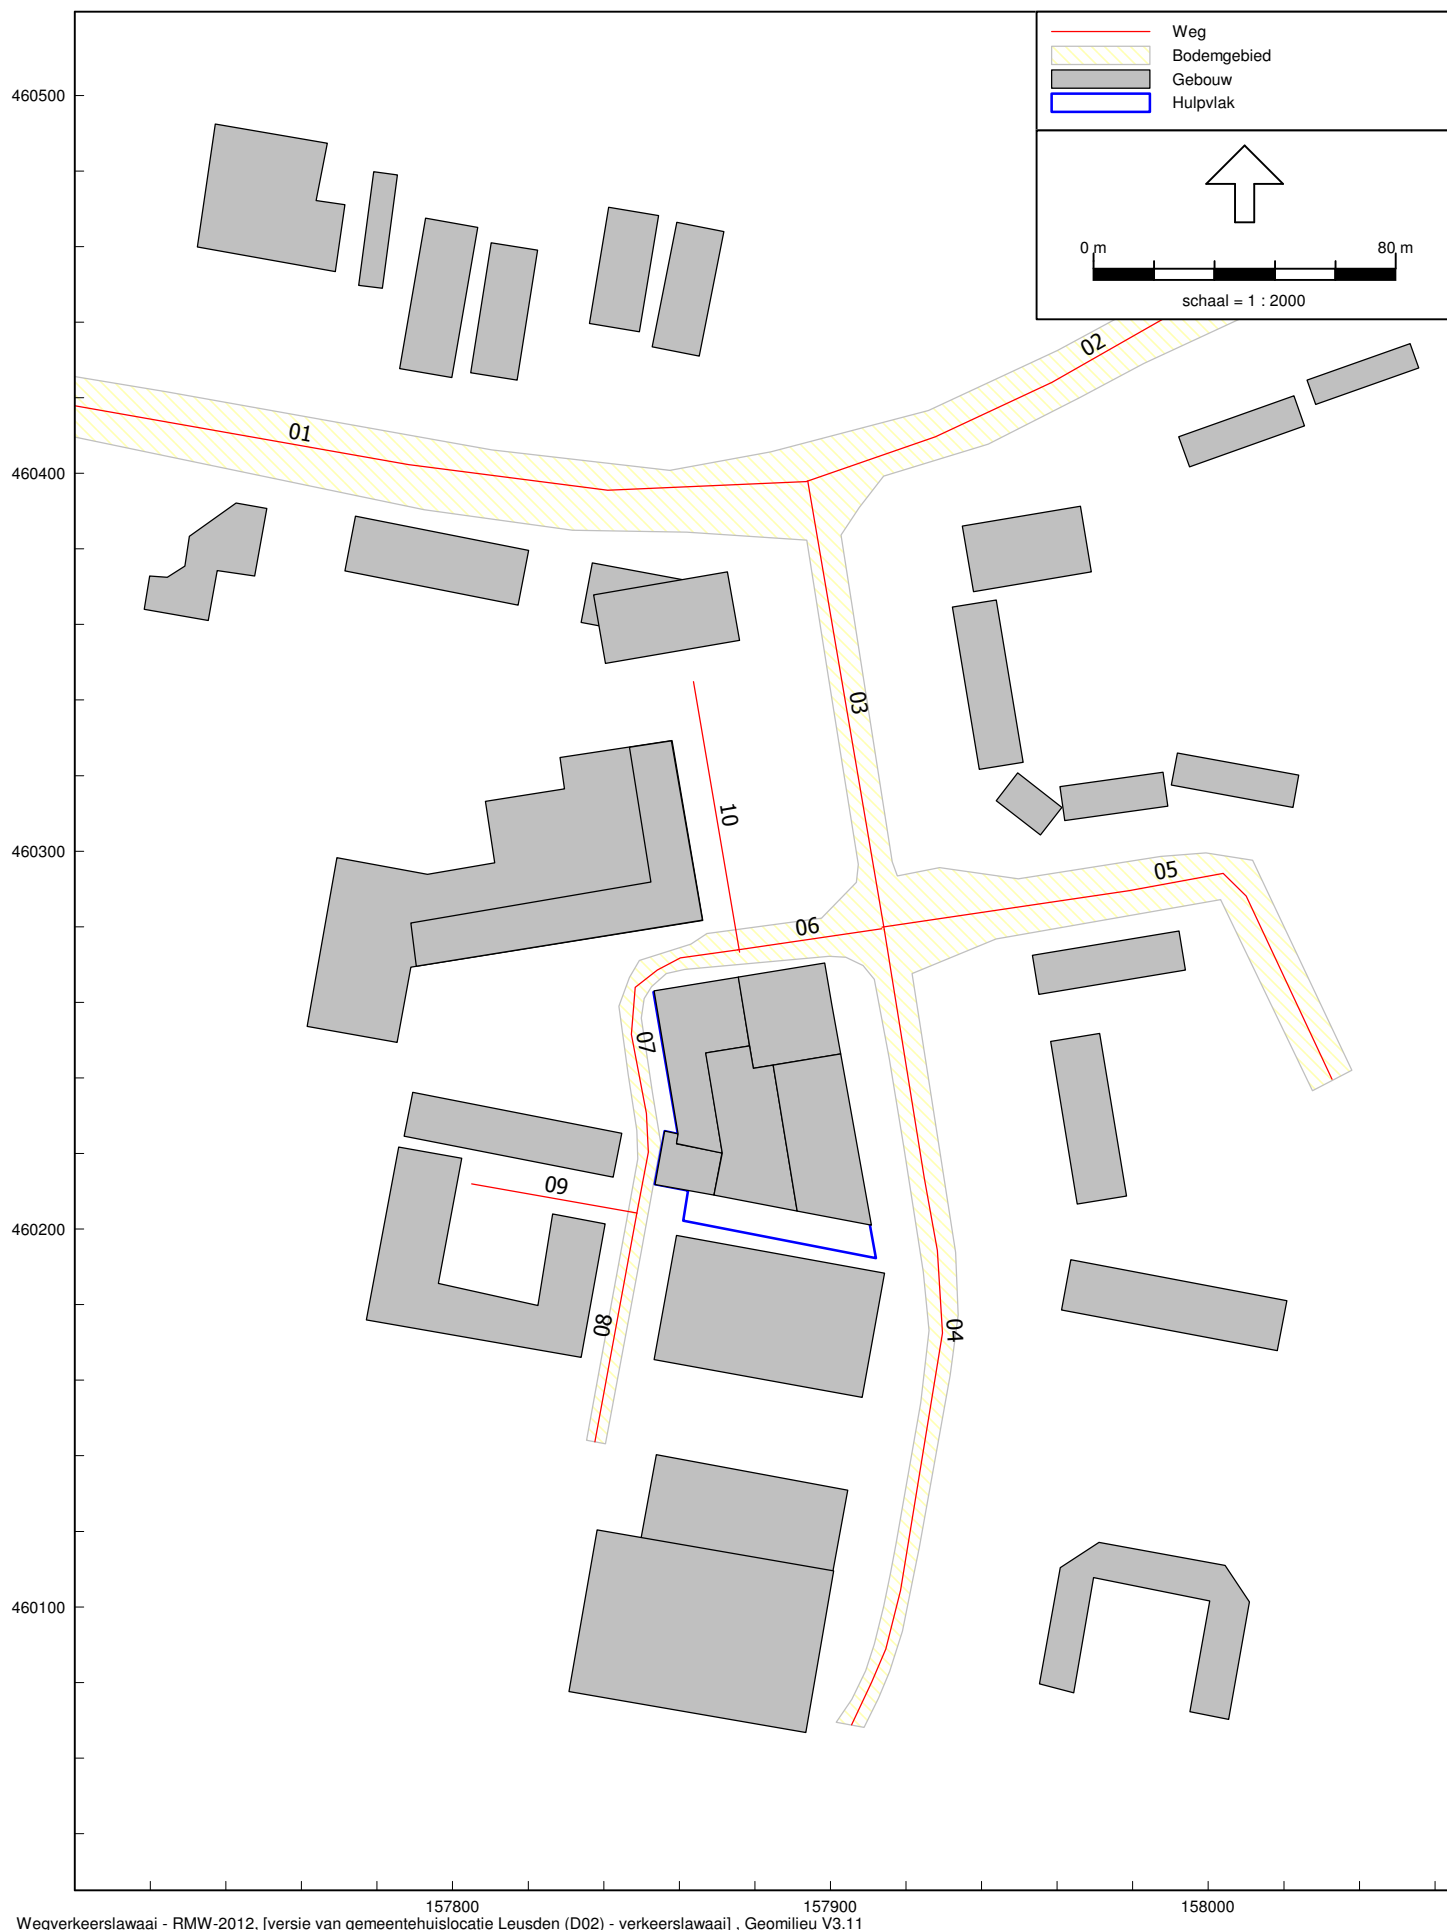 Weg
Bodemgebied
Gebouw
Hulpvlak
0 m 80 m
schaal = 1 : 2000
460500
460400
460300
460200
460100
01
02
03
10
05
06
07
09
08
04
157800 157900 158000
Wegverkeerslawaai - RMW-2012, [versie van gemeentehuislocatie Leusden (D02) - verkeerslawaai] , Geomilieu V3.11